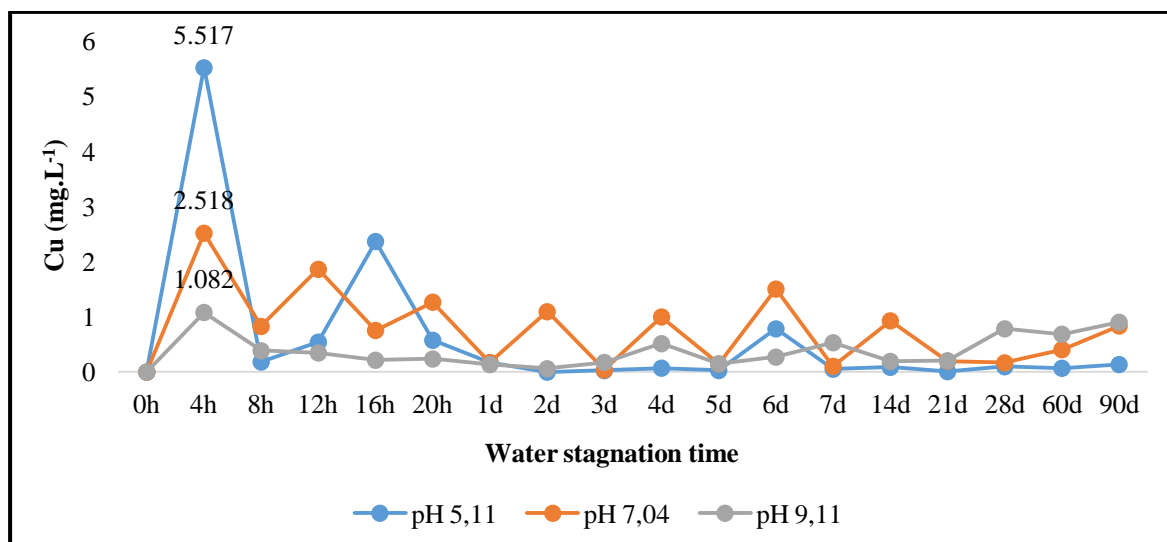 6
5
4
3
2
1
0
5.517
2.518
1.082
Cu (mg.L-1)
0h 4h 8h 12h 16h 20h 1d 2d 3d 4d 5d 6d 7d 14d 21d 28d 60d 90d
Water stagnation time
pH 5,11 pH 7,04 pH 9,11